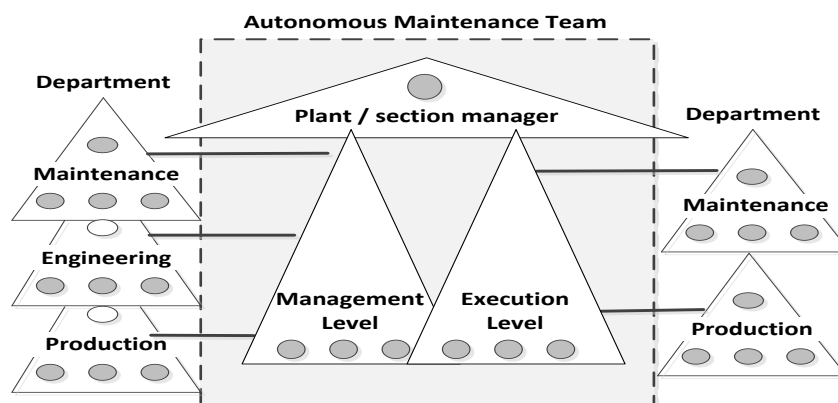 Autonomous Maintenance Team
Department
Maintenance
Engineering
Production
Plant / section manager
Management
Level
Execution
Level
Department
Maintenance
Production